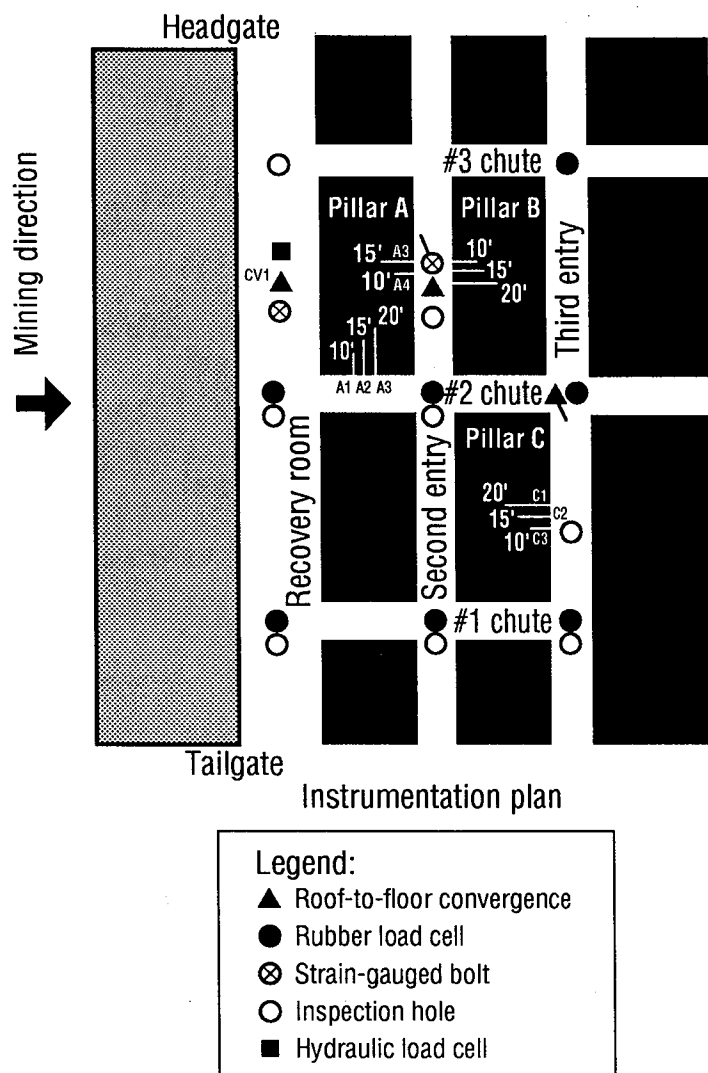 Headgate
Mining direction
#3 chute
Pillar A
Pillar B
15' A3
10' A4
CV1
10'
15'
20'
Third entry
20'
15'
10'
A1 A2 A3
#2 chute
Pillar C
20' C1
15' C2
10' C3
Recovery room
Second entry
#1 chute
Tailgate
Instrumentation plan
Legend:
Roof-to-floor convergence
Rubber load cell
Strain-gauged bolt
Inspection hole
Hydraulic load cell